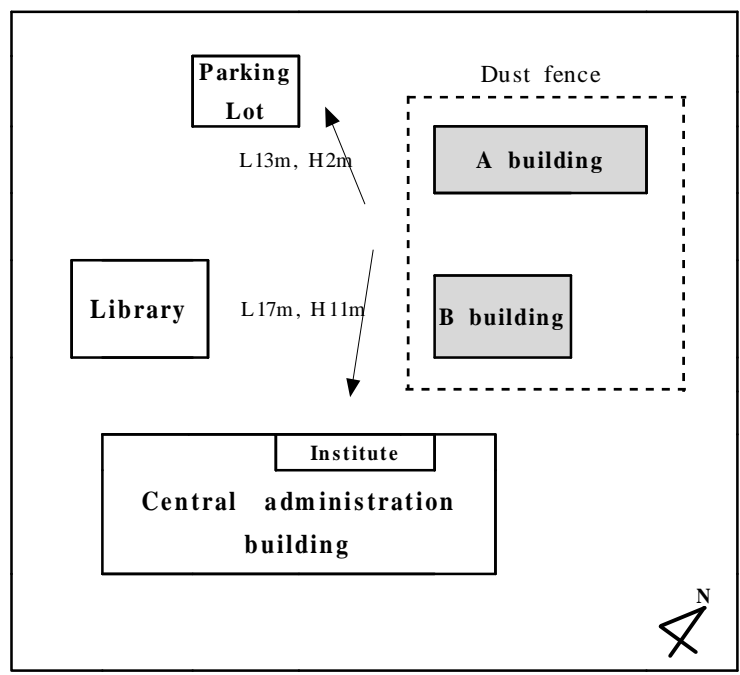 Parking
Lot
Dust fence
A building
L13m, H2m
Library
L17m, H11m
B building
Institute
Central administration
building
N